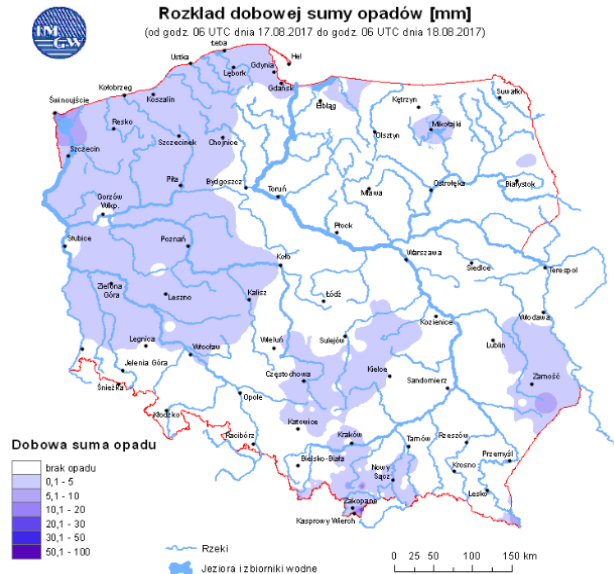 IM
GW
Rozkład dobowej sumy opadów [mm]
(od godz. 06 UTC dnia 17.08.2017 do godz. 06 UTC dnia 18.08.2017)
Łeba
Hel
Ustka
Gdynia
Lębork
Gdańsk
Suwałki
Kołobrzeg
Koszalin
Elbląg
Kętrzyn
Świnoujście
Resko
Szczecinek
Chojnice
Olsztyn
Mikołajki
Szczecin
Piła
Bydgoszcz
Toruń
Mława
Ostrołęka
Białystok
Gorzów
Wlkp.
Płock
Słubice
Poznań
Koło
Warszawa
Siedlce
Terespol
Zielona
Góra
Leszno
Kalisz
Łódź
Kozienice
Włodawa
Legnica
Wrocław
Wieluń
Sulejów
Lublin
Jelenia Góra
Częstochowa
Kielce
Zamość
Śnieżka
Opole
Sandomierz
Kłodzko
Katowice
Racibórz
Kraków
Tarnów
Rzeszów
Bielsko-Biała
Nowy
Sącz
Krosno
Przemyśl
Lesko
Zakopane
Kasprowy Wierch
Dobowa suma opadu
brak opadu
0,1 - 5
5,1 - 10
10,1 - 20
20,1 - 30
30,1 - 50
50,1 - 100
Rzeki
Jeziora i zbiorniki wodne
0 25 50 100 150 km